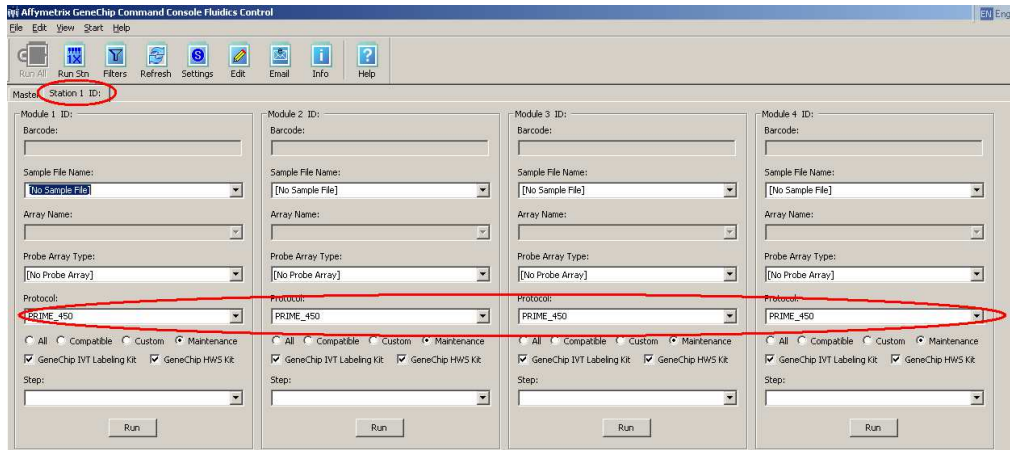 Affymetrix GeneChip Command Console Fluidics Control
EN Eng
File Edit View Start Help
Run All Run Stn Filters Refresh Settings Edit Email Info Help
Master Station 1 ID:
Module 1 ID: Module 2 ID: Module 3 ID: Module 4 ID:
Barcode: Barcode: Barcode: Barcode:
Sample File Name: Sample File Name: Sample File Name: Sample File Name:
[No Sample File] [No Sample File] [No Sample File] [No Sample File]
Array Name: Array Name: Array Name: Array Name:
Probe Array Type: Probe Array Type: Probe Array Type: Probe Array Type:
[No Probe Array] [No Probe Array] [No Probe Array] [No Probe Array]
Protocol: Protocol: Protocol: Protocol:
PRIME_450 PRIME_450 PRIME_450 PRIME_450
All Compatible Custom Maintenance All Compatible Custom Maintenance All Compatible Custom Maintenance All Compatible Custom Maintenance
GeneChip IVT Labeling Kit GeneChip HWS Kit GeneChip IVT Labeling Kit GeneChip HWS Kit GeneChip IVT Labeling Kit GeneChip HWS Kit GeneChip IVT Labeling Kit GeneChip HWS Kit
Step: Step: Step: Step:
Run Run Run Run